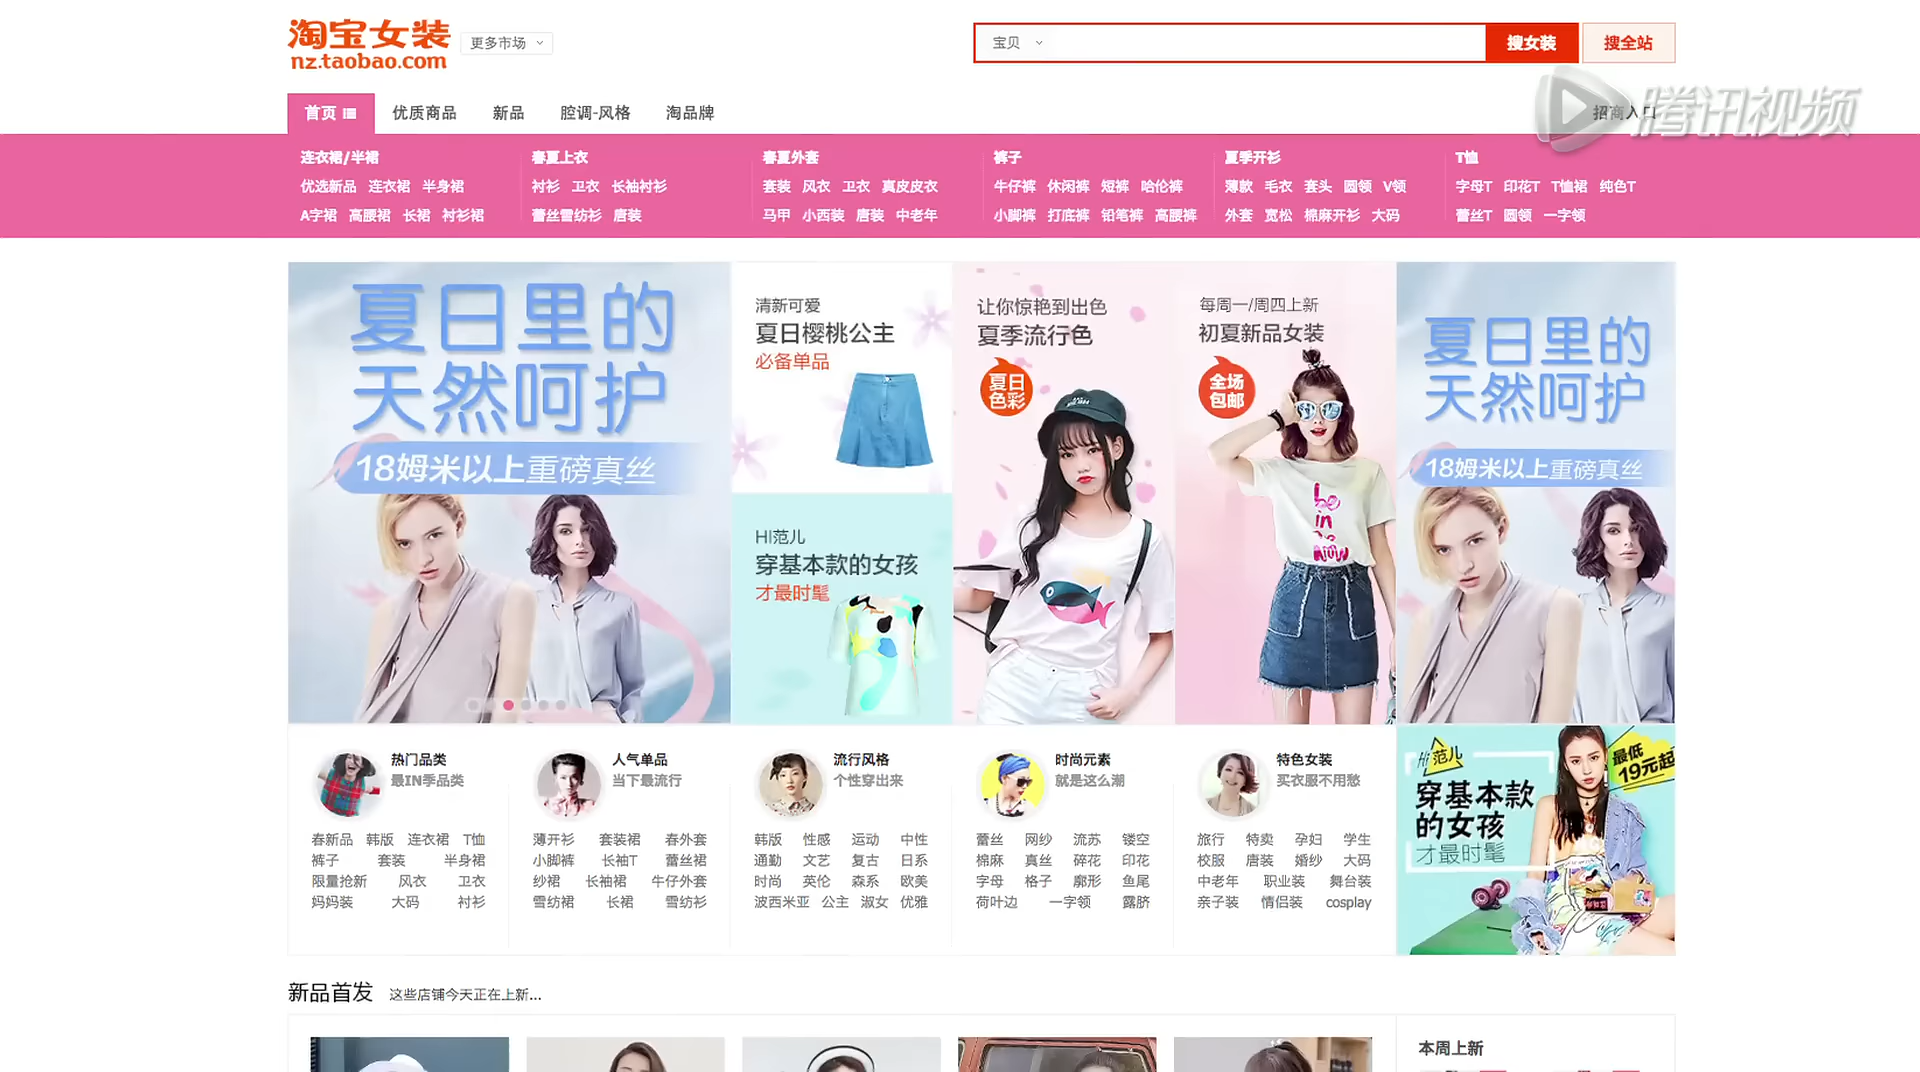 淘宝女装
nz.taobao.com
更多市场
宝贝
搜女装
搜全站
首页
优质商品
新品
腔调-风格
淘品牌
招商入口
腾讯视频
连衣裙/半裙
优选新品 连衣裙 半身裙
A字裙 高腰裙 长裙 衬衫裙
春夏上衣
衬衫 卫衣 长袖衬衫
蕾丝雪纺衫 唐装
春夏外套
套装 风衣 卫衣 真皮皮衣
马甲 小西装 唐装 中老年
裤子
牛仔裤 休闲裤 短裤 哈伦裤
小脚裤 打底裤 铅笔裤 高腰裤
夏季开衫
薄款 毛衣 套头 圆领 V领
外套 宽松 棉麻开衫 大码
T恤
字母T 印花T T恤裙 纯色T
蕾丝T 圆领 一字领
夏日里的
天然呵护
18姆米以上重磅真丝
清新可爱
夏日樱桃公主
必备单品
HI范儿
穿基本款的女孩
才最时髦
让你惊艳到出色
夏季流行色
夏日
色彩
每周一/周四上新
初夏新品女装
全场
包邮
夏日里的
天然呵护
18姆米以上重磅真丝
热门品类
最IN季品类
春新品 韩版 连衣裙 T恤
裤子 套装 半身裙
限量抢新 风衣 卫衣
妈妈装 大码 衬衫
人气单品
当下最流行
薄开衫 套装裙 春外套
小脚裤 长袖T 蕾丝裙
纱裙 长袖裙 牛仔外套
雪纺裙 长裙 雪纺衫
流行风格
个性穿出来
韩版 性感 运动 中性
通勤 文艺 复古 日系
时尚 英伦 森系 欧美
波西米亚 公主 淑女 优雅
时尚元素
就是这么潮
蕾丝 网纱 流苏 镂空
棉麻 真丝 碎花 印花
字母 格子 廓形 鱼尾
荷叶边 一字领 露脐
特色女装
买衣服不用愁
旅行 特卖 孕妇 学生
校服 唐装 婚纱 大码
中老年 职业装 舞台装
亲子装 情侣装 cosplay
Hi范儿
穿基本款
的女孩
才最时髦
最低
19元起
新品首发
这些店铺今天正在上新...
本周上新